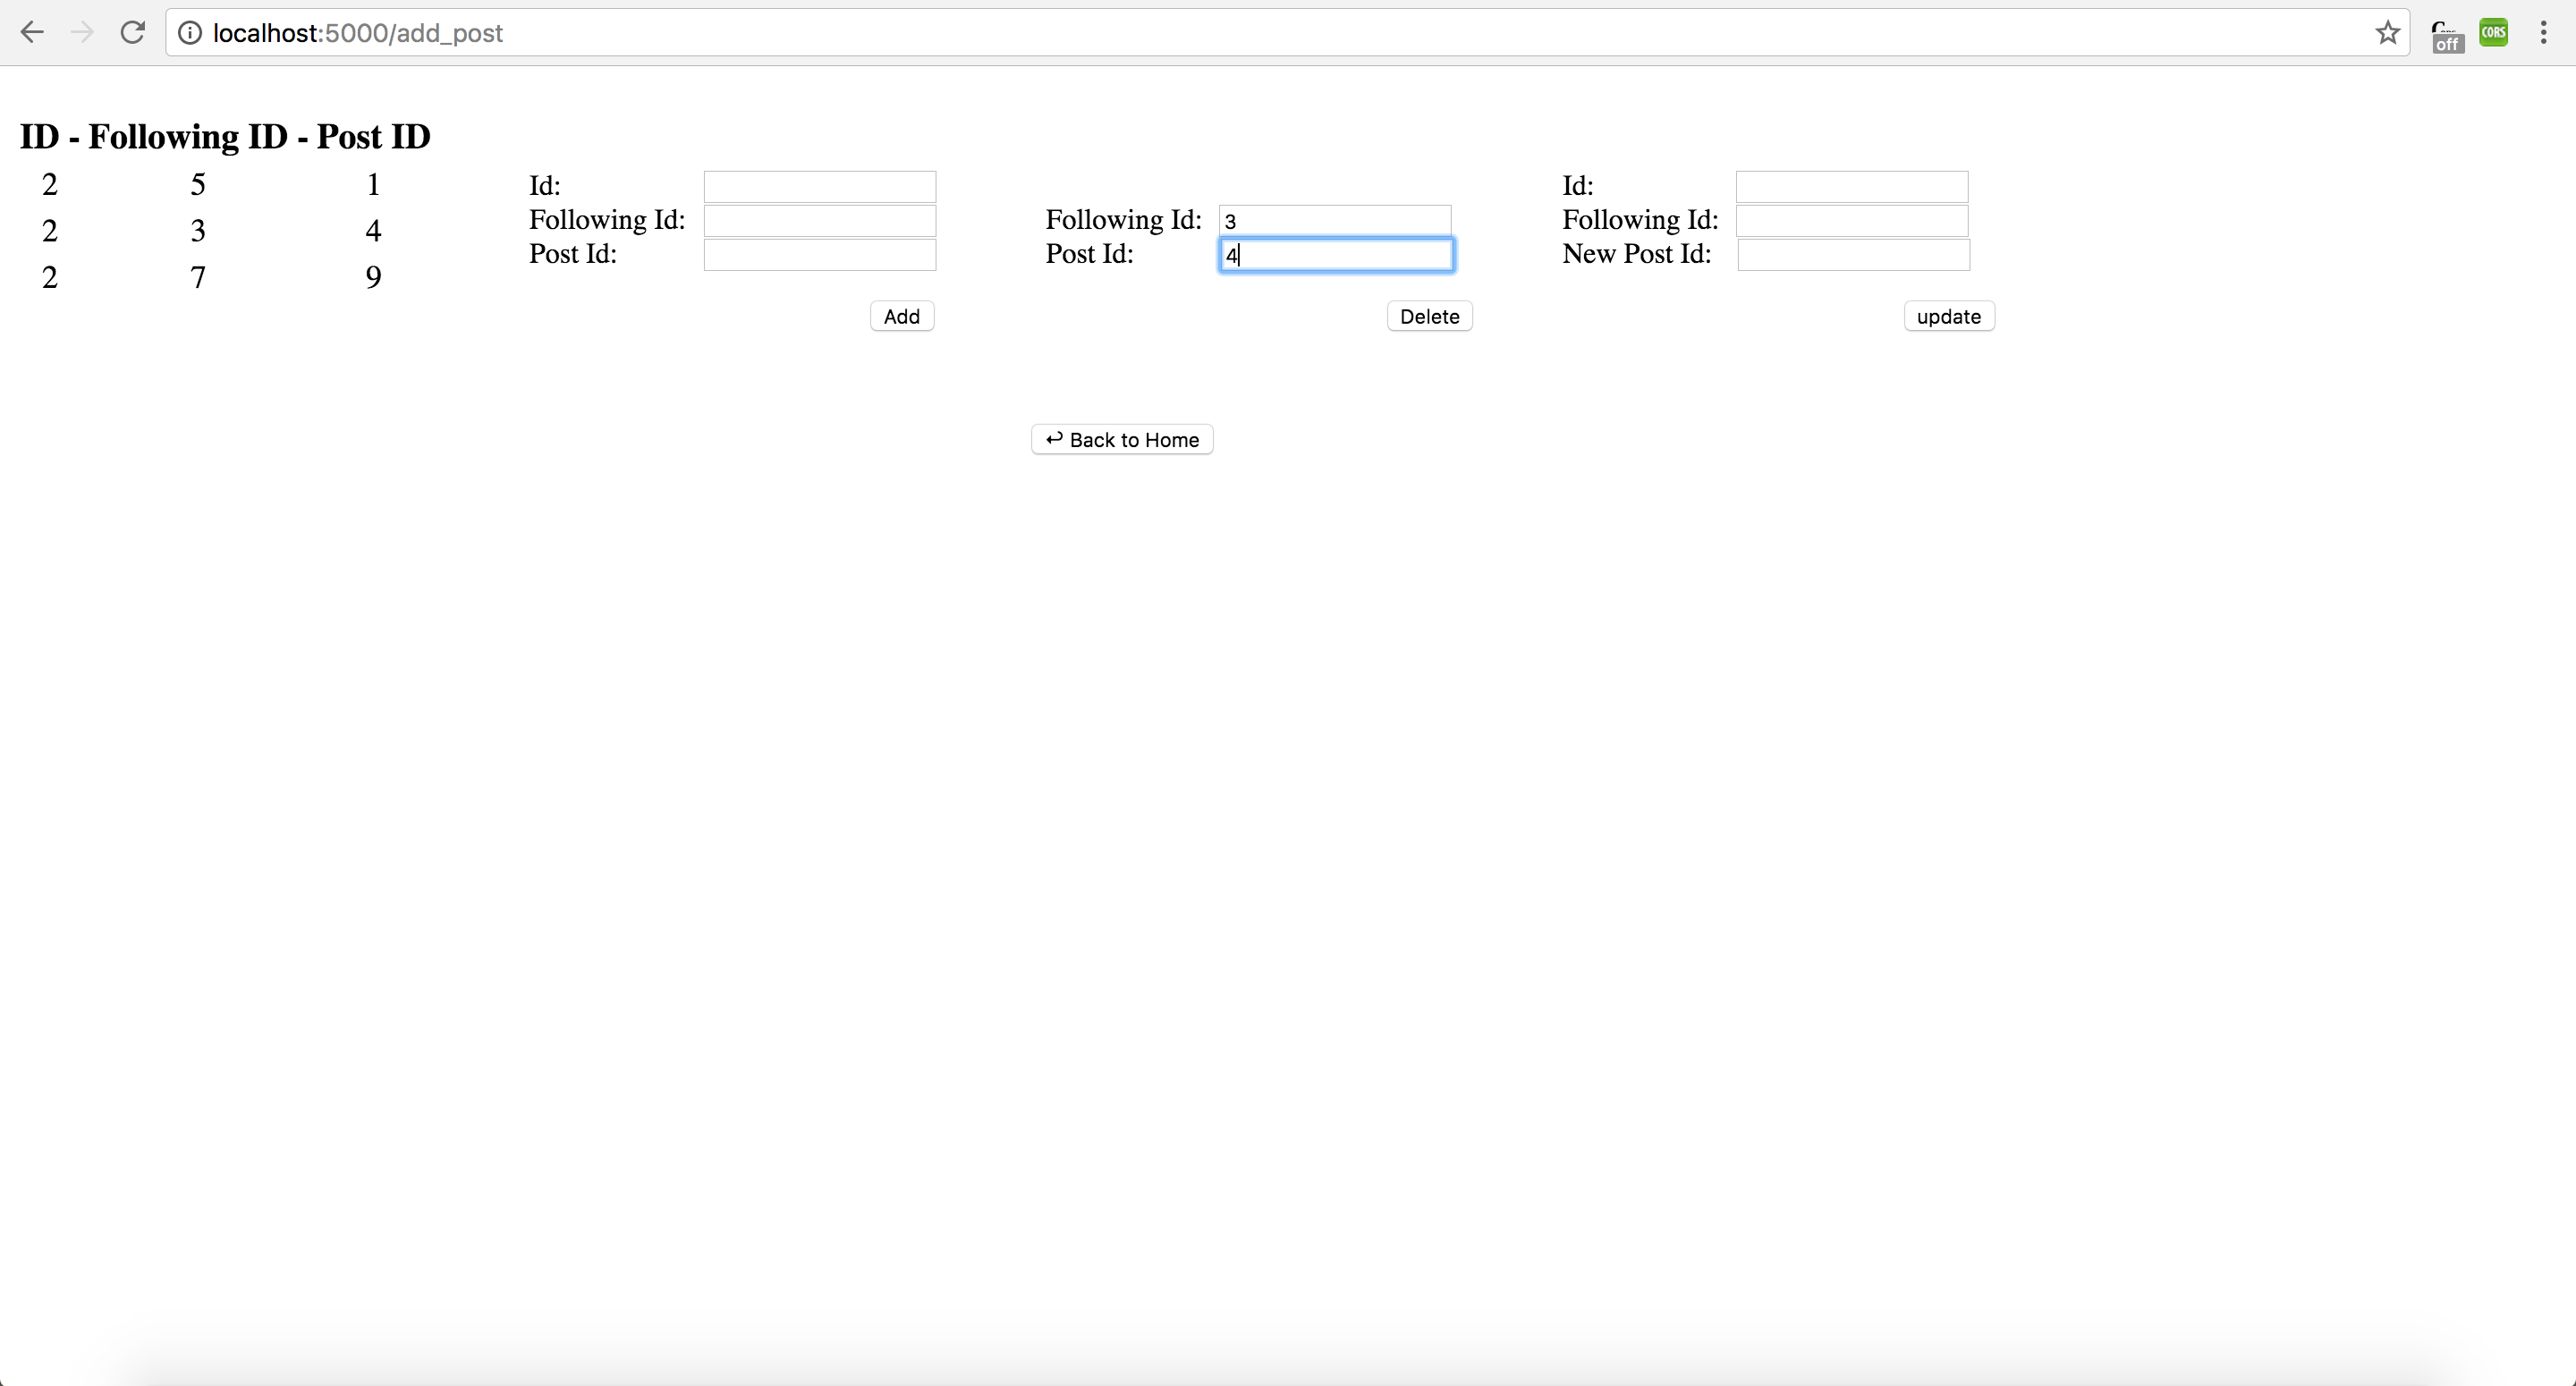 localhost:5000/add_post
off
CORS
ID - Following ID - Post ID
2 5 1
2 3 4
2 7 9
Id:
Following Id:
Post Id:
Add
Following Id: 3
Post Id: 4
Delete
Id:
Following Id:
New Post Id:
update
↩ Back to Home